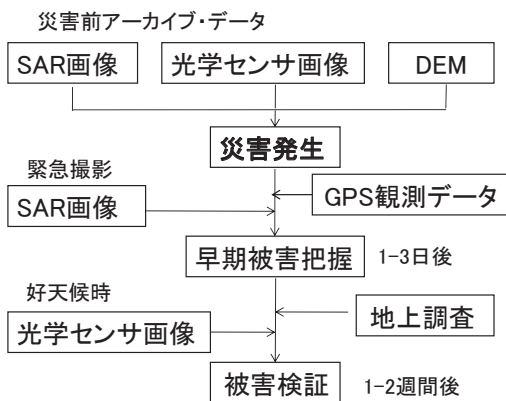 災害前アーカイブ・データ
SAR画像
光学センサ画像
DEM
災害発生
緊急撮影
SAR画像
GPS観測データ
早期被害把握
1-3日後
好天候時
光学センサ画像
地上調査
被害検証
1-2週間後